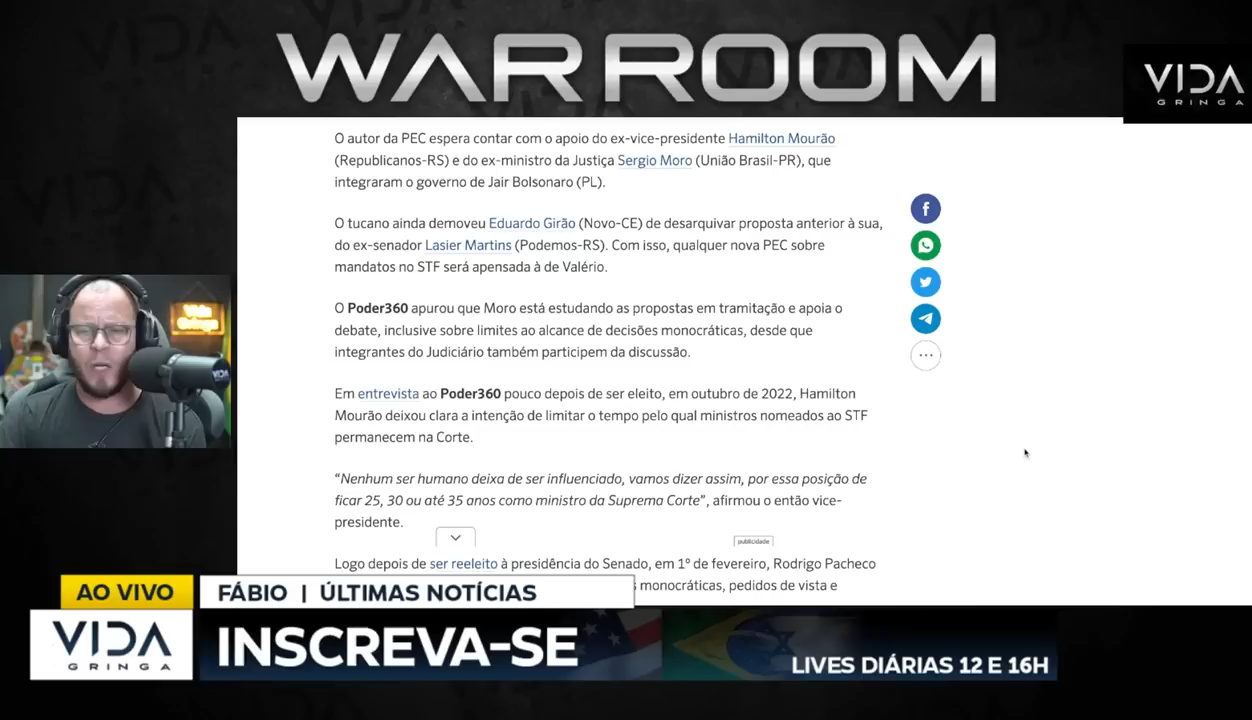 WAR ROOM
VIDA
GRINGA
O autor da PEC espera contar com o apoio do ex-vice-presidente Hamilton Mourão
(Republicanos-RS) e do ex-ministro da Justiça Sergio Moro (União Brasil-PR), que
integraram o governo de Jair Bolsonaro (PL).
O tucano ainda demoveu Eduardo Girão (Novo-CE) de desarquivar proposta anterior à sua,
do ex-senador Lasier Martins (Podemos-RS). Com isso, qualquer nova PEC sobre
mandatos no STF será apensada à de Valério.
O Poder360 apurou que Moro está estudando as propostas em tramitação e apoia o
debate, inclusive sobre limites ao alcance de decisões monocráticas, desde que
integrantes do Judiciário também participem da discussão.
Em entrevista ao Poder360 pouco depois de ser eleito, em outubro de 2022, Hamilton
Mourão deixou clara a intenção de limitar o tempo pelo qual ministros nomeados ao STF
permanecem na Corte.
“Nenhum ser humano deixa de ser influenciado, vamos dizer assim, por essa posição de
ficar 25, 30 ou até 35 anos como ministro da Suprema Corte”, afirmou o então vice-
presidente.
publicidade
Logo depois de ser reeleito à presidência do Senado, em 1º de fevereiro, Rodrigo Pacheco
monocráticas, pedidos de vista e
Vida
Gringa
VIDA
AO VIVO
FÁBIO | ÚLTIMAS NOTÍCIAS
VIDA
GRINGA
INSCREVA-SE
LIVES DIÁRIAS 12 E 16H